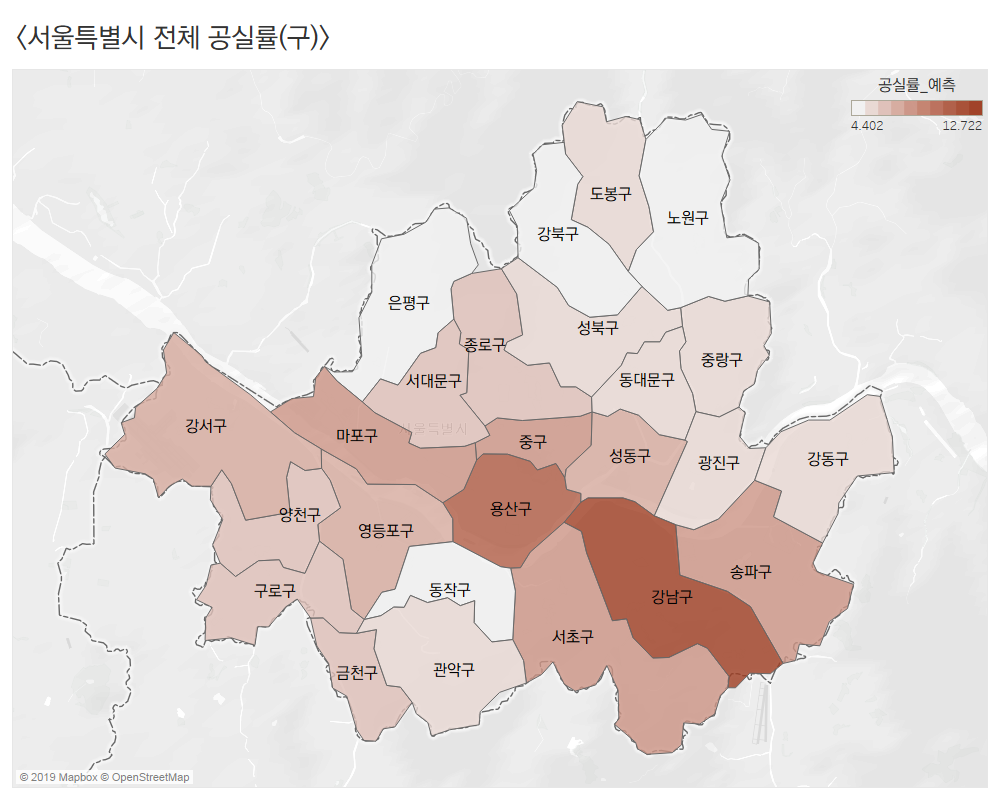 〈서울특별시 전체 공실률(구)〉
공실률_예측
4.402 12.722
도봉구
노원구
강북구
은평구
성북구
종로구
중랑구
서대문구
동대문구
강서구
마포구
서울특별시
중구
성동구
광진구
강동구
양천구
영등포구
용산구
송파구
구로구
동작구
강남구
서초구
금천구
관악구
© 2019 Mapbox © OpenStreetMap